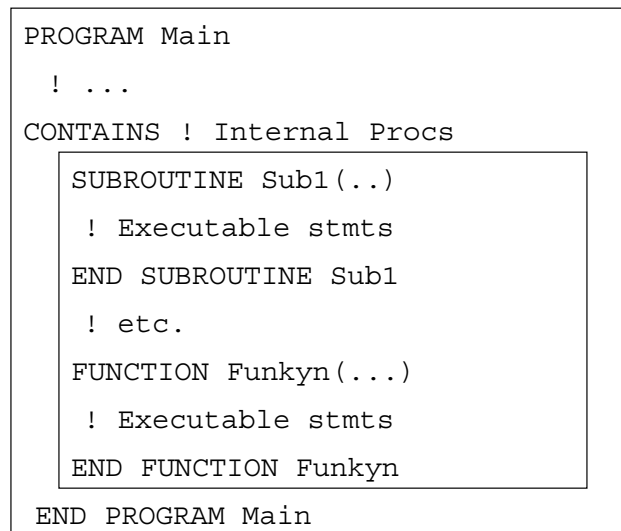 PROGRAM Main
! ...
CONTAINS ! Internal Procs
SUBROUTINE Sub1(..)
! Executable stmts
END SUBROUTINE Sub1
! etc.
FUNCTION Funkyn(...)
! Executable stmts
END FUNCTION Funkyn
END PROGRAM Main